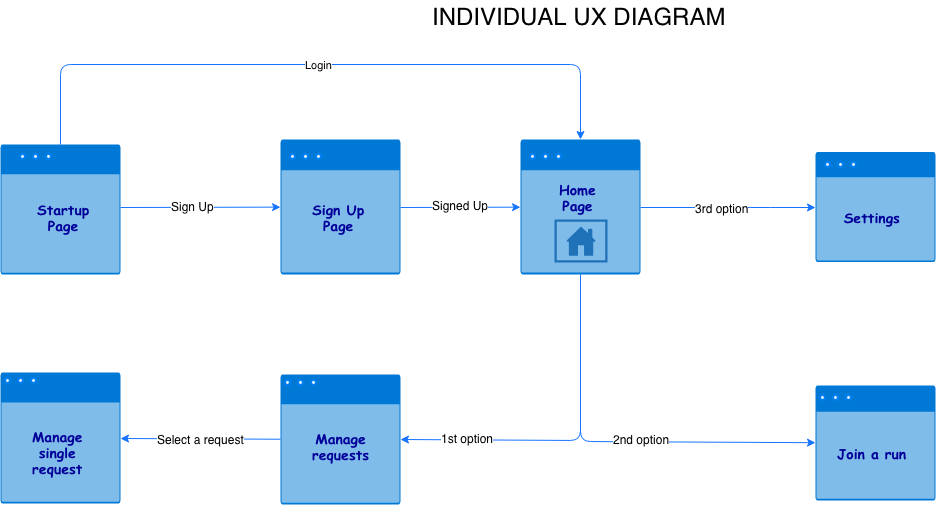 INDIVIDUAL UX DIAGRAM
Login
Startup
Page
Sign Up
Sign Up
Page
Signed Up
Home
Page
3rd option
Settings
Manage
single
request
Select a request
Manage
requests
1st option
2nd option
Join a run